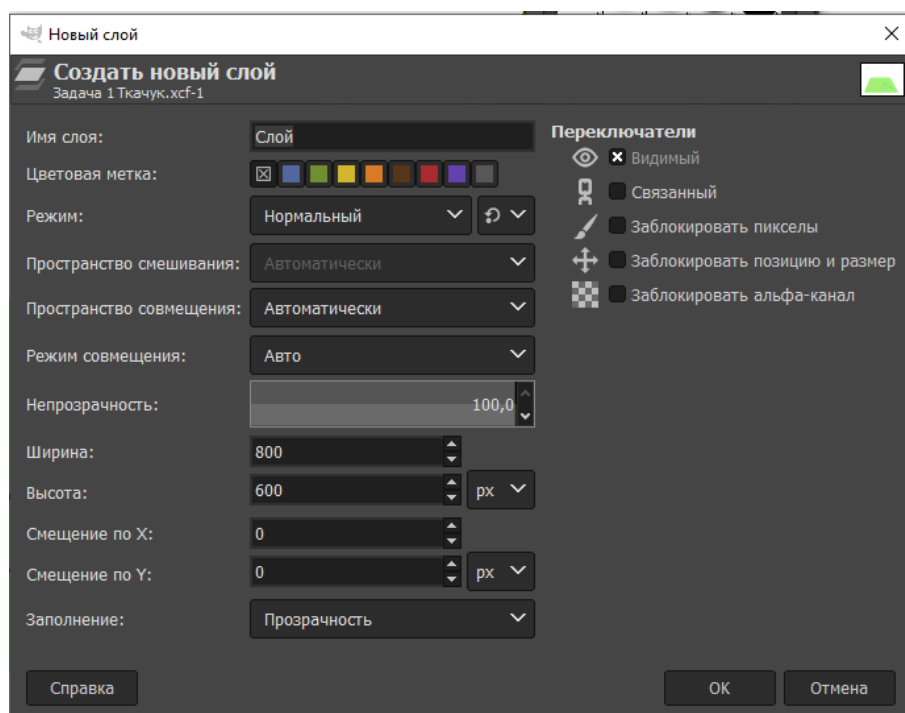 Новый слой
Создать новый слой
Задача 1 Ткачук.xcf-1
Имя слоя:
Слой
Цветовая метка:
Режим:
Нормальный
Пространство смешивания:
Автоматически
Пространство совмещения:
Автоматически
Режим совмещения:
Авто
Непрозрачность:
100,0
Ширина:
800
Высота:
600
px
Смещение по X:
0
Смещение по Y:
0
px
Заполнение:
Прозрачность
Переключатели
Видимый
Связанный
Заблокировать пикселы
Заблокировать позицию и размер
Заблокировать альфа-канал
Справка
ОК
Отмена